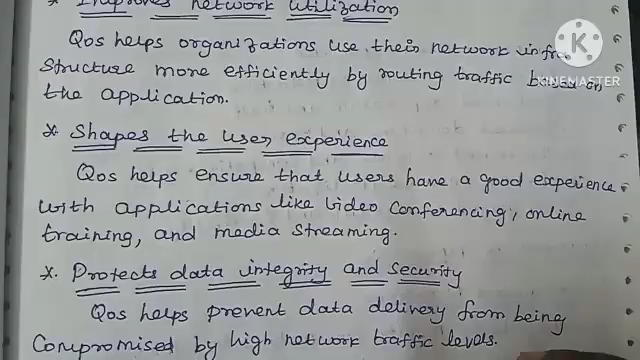 * Improves network utilization
Qos helps organizations use their network infra
structure more efficiently by routing traffic based on
the application.
* Shapes the user experience
Qos helps ensure that users have a good experience
with applications like video conferencing, online
training, and media streaming.
* Protects data integrity and security
Qos helps prevent data delivery from being
compromised by high network traffic levels.
KINEMASTER